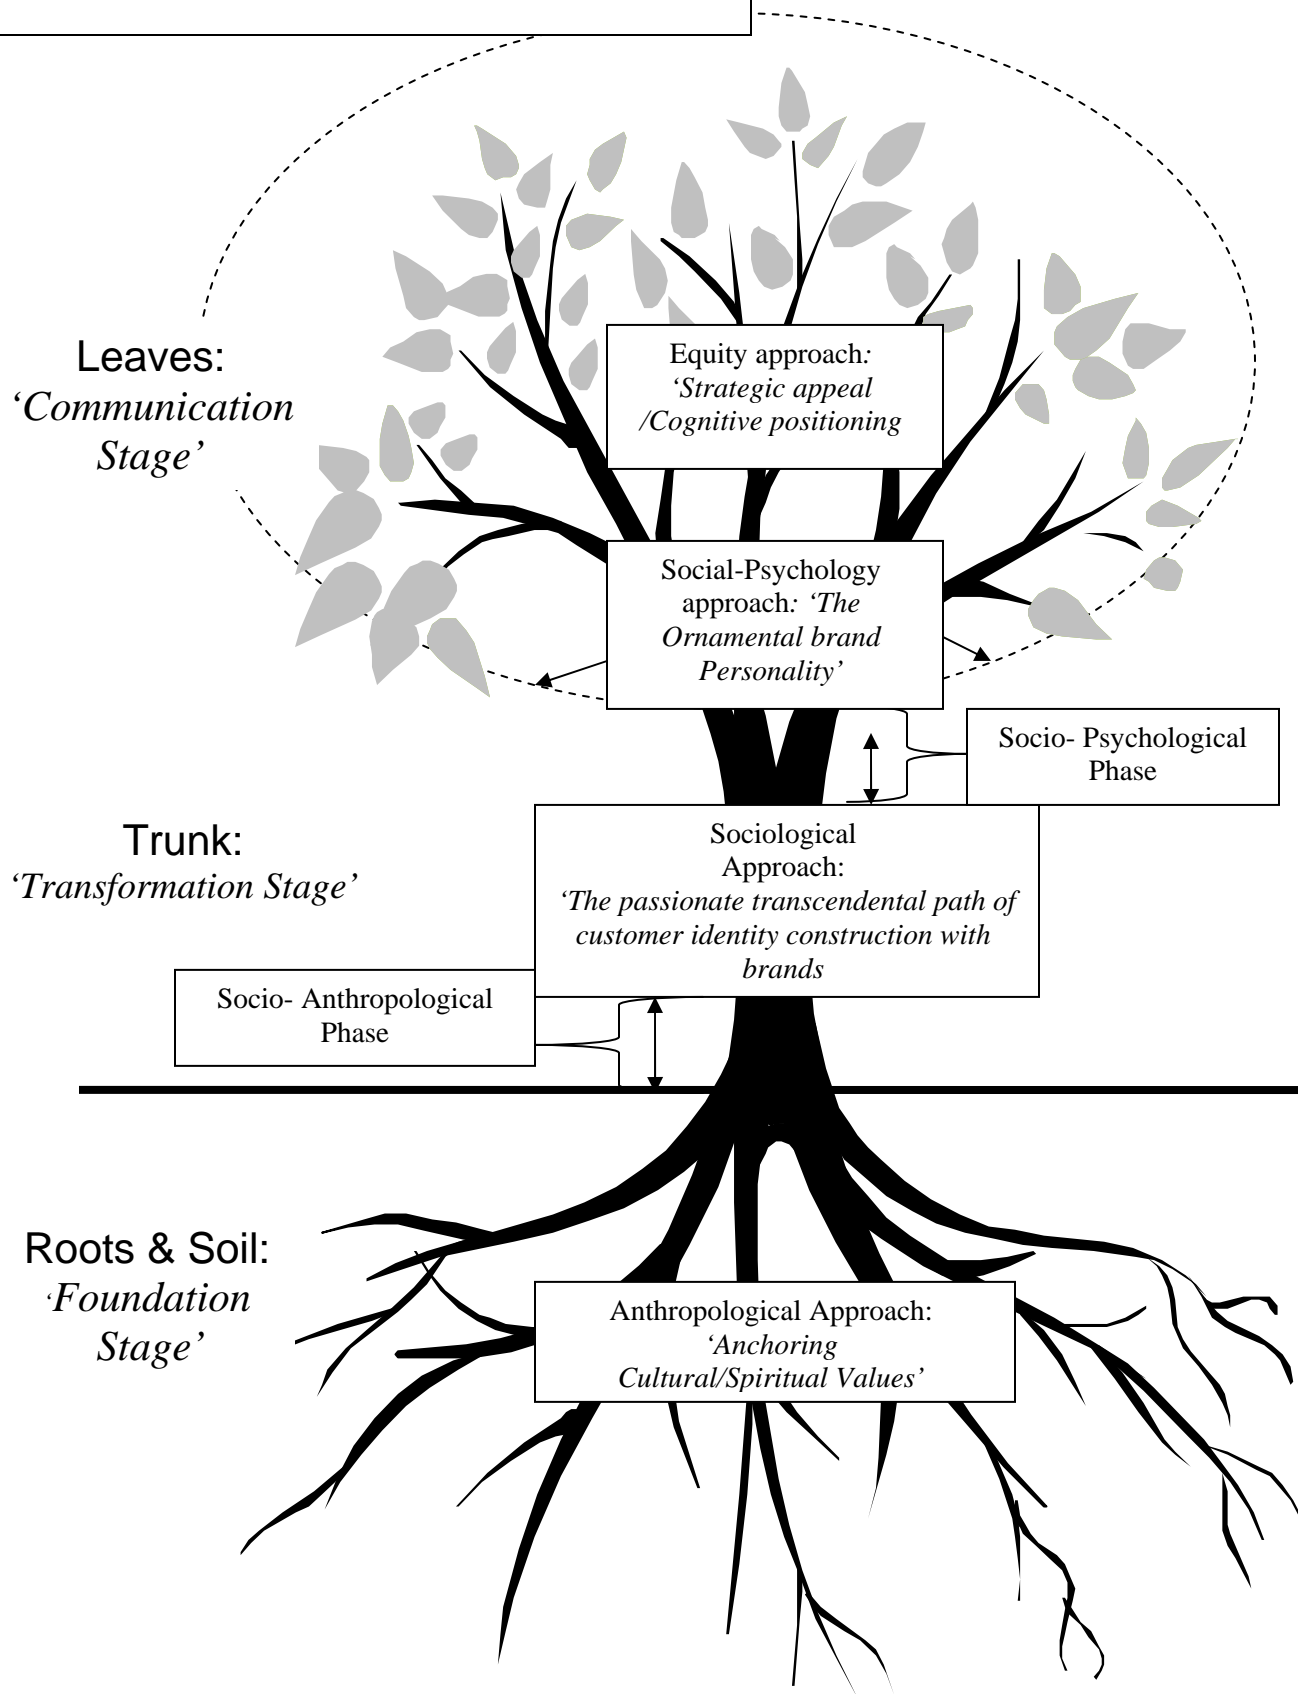 Leaves:
‘Communication
Stage’
Equity approach:
‘Strategic appeal
/Cognitive positioning
Social-Psychology
approach: ‘The
Ornamental brand
Personality’
Socio- Psychological
Phase
Trunk:
‘Transformation Stage’
Sociological
Approach:
‘The passionate transcendental path of
customer identity construction with
brands
Socio- Anthropological
Phase
Roots & Soil:
‘Foundation
Stage’
Anthropological Approach:
‘Anchoring
Cultural/Spiritual Values’